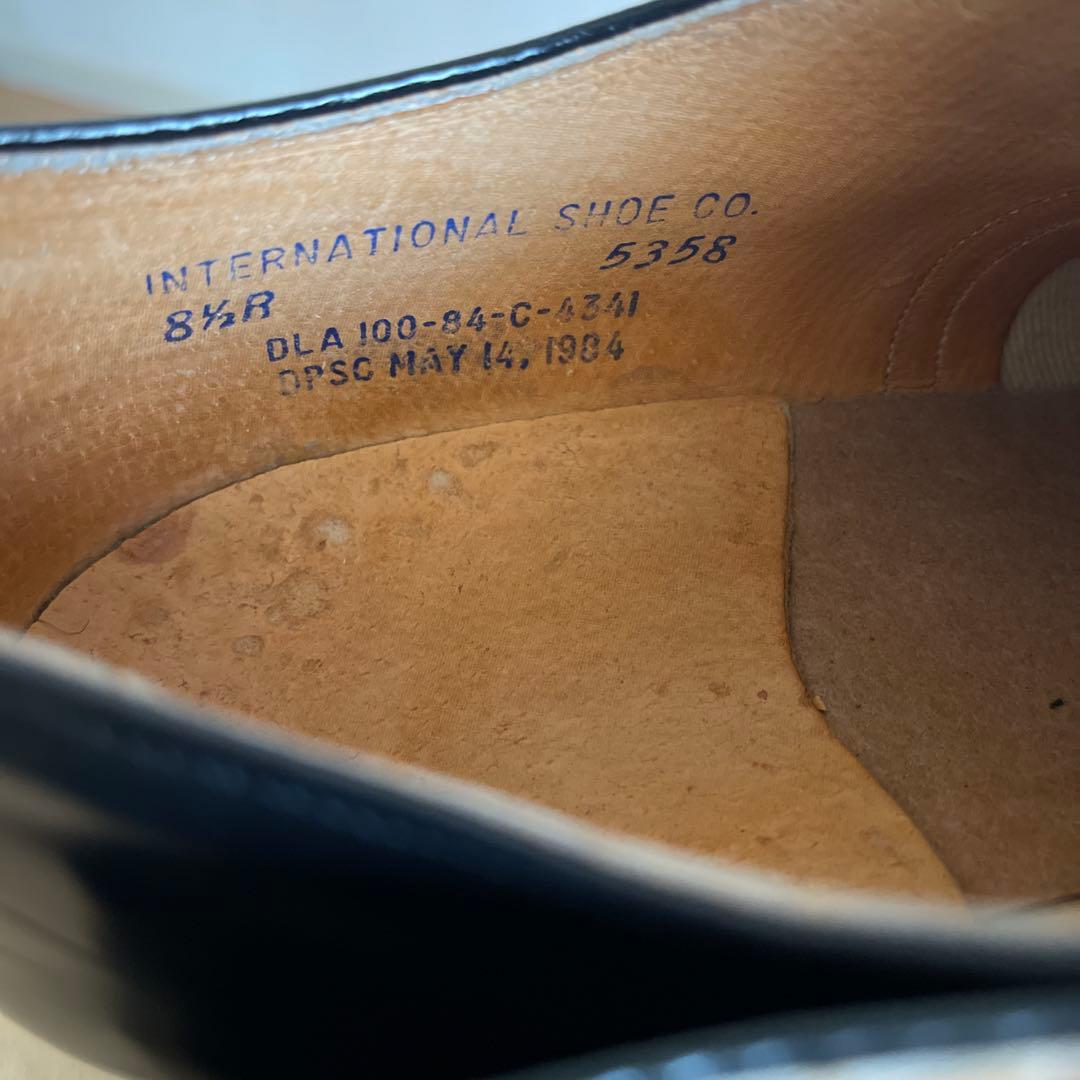 INTERNATIONAL SHOE CO.
8½R 5358
DLA 100-84-C-4341
DPSC MAY 14, 1984